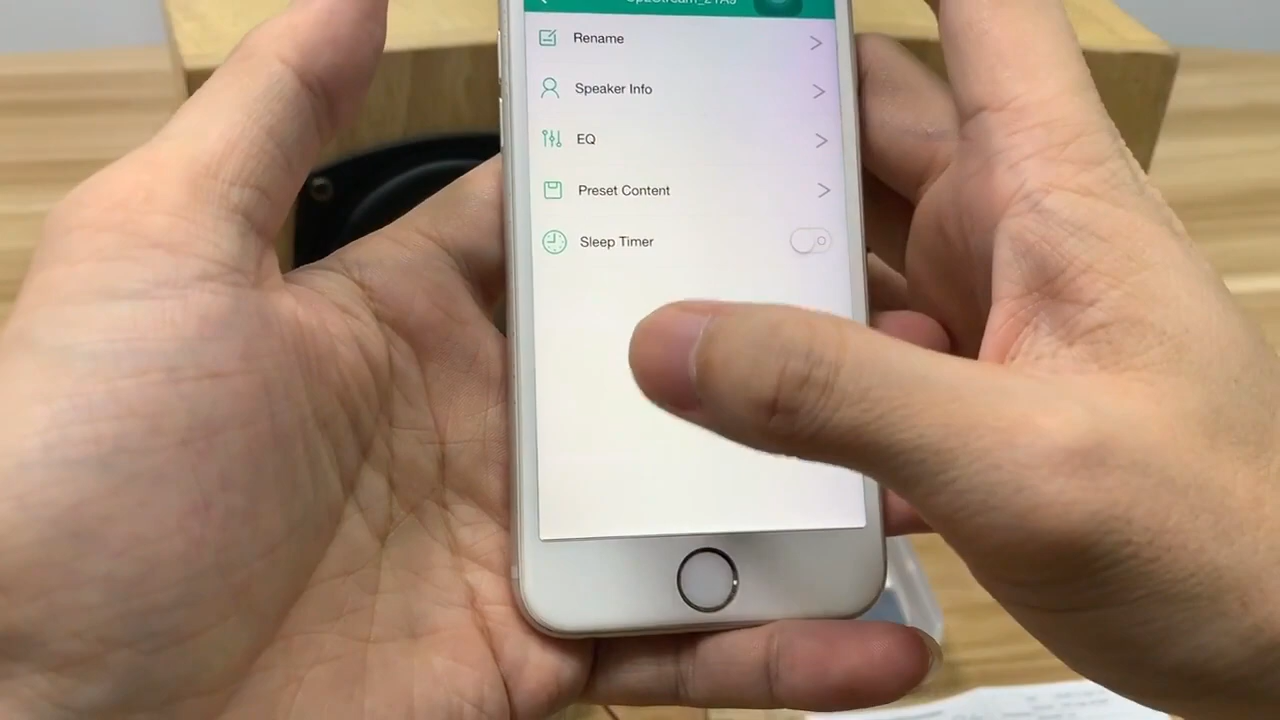 Rename
Speaker Info
EQ
Preset Content
Sleep Timer